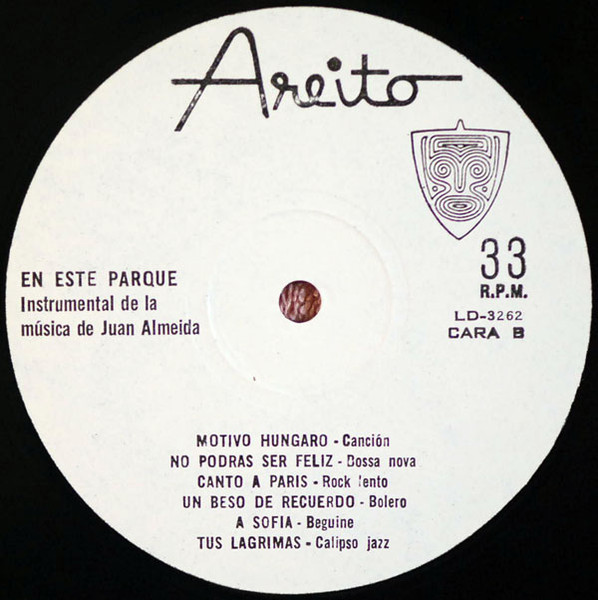 Areito
33
R.P.M.
LD-3262
CARA B
EN ESTE PARQUE
Instrumental de la
música de Juan Almeida
MOTIVO HUNGARO - Canción
NO PODRAS SER FELIZ - Bossa nova
CANTO A PARIS - Rock lento
UN BESO DE RECUERDO - Bolero
A SOFIA - Beguine
TUS LAGRIMAS - Calipso jazz